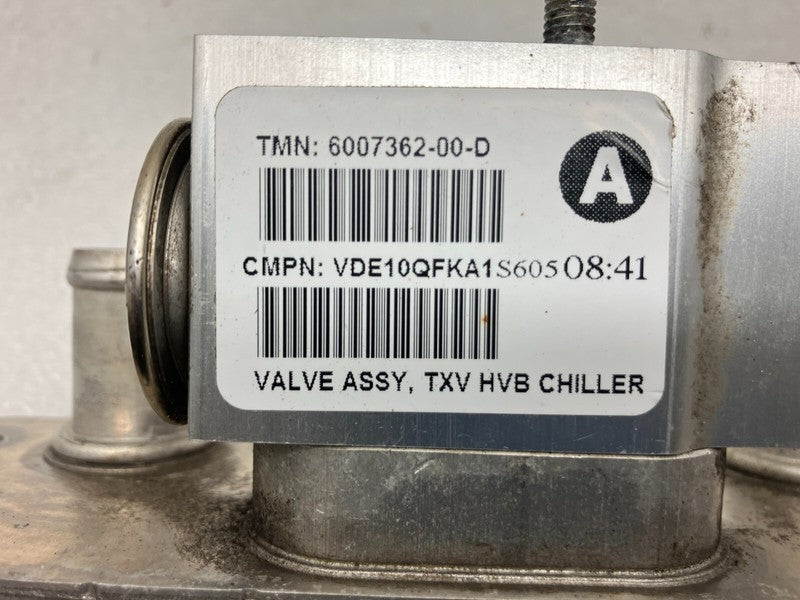 TMN: 6007362-00-D
A
CMPN: VDE10QFKA1S605 08:41
VALVE ASSY, TXV HVB CHILLER